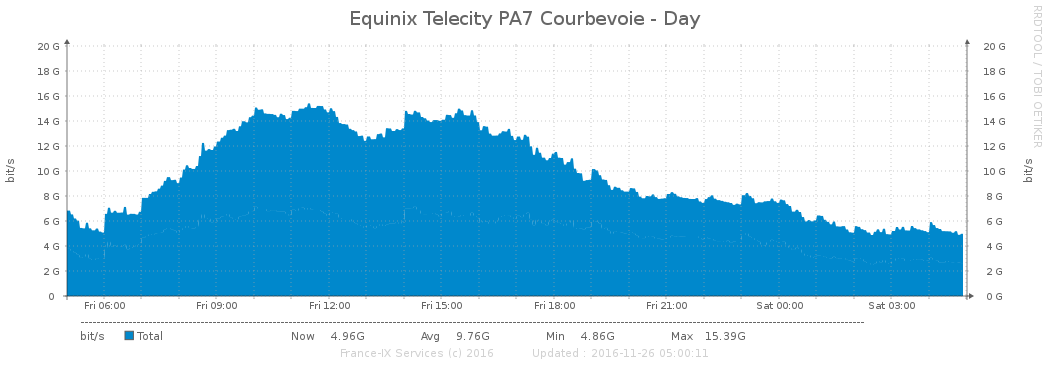 Equinix Telecity PA7 Courbevoie - Day
RRDTOOL / TOBI OETIKER
20 G 20 G
18 G 18 G
16 G 16 G
14 G 14 G
12 G 12 G
10 G 10 G
8 G 8 G
6 G 6 G
4 G 4 G
2 G 2 G
0 0 G
bit/s bit/s
Fri 06:00 Fri 09:00 Fri 12:00 Fri 15:00 Fri 18:00 Fri 21:00 Sat 00:00 Sat 03:00
bit/s Total Now 4.96G Avg 9.76G Min 4.86G Max 15.39G
France-IX Services (c) 2016 Updated : 2016-11-26 05:00:11